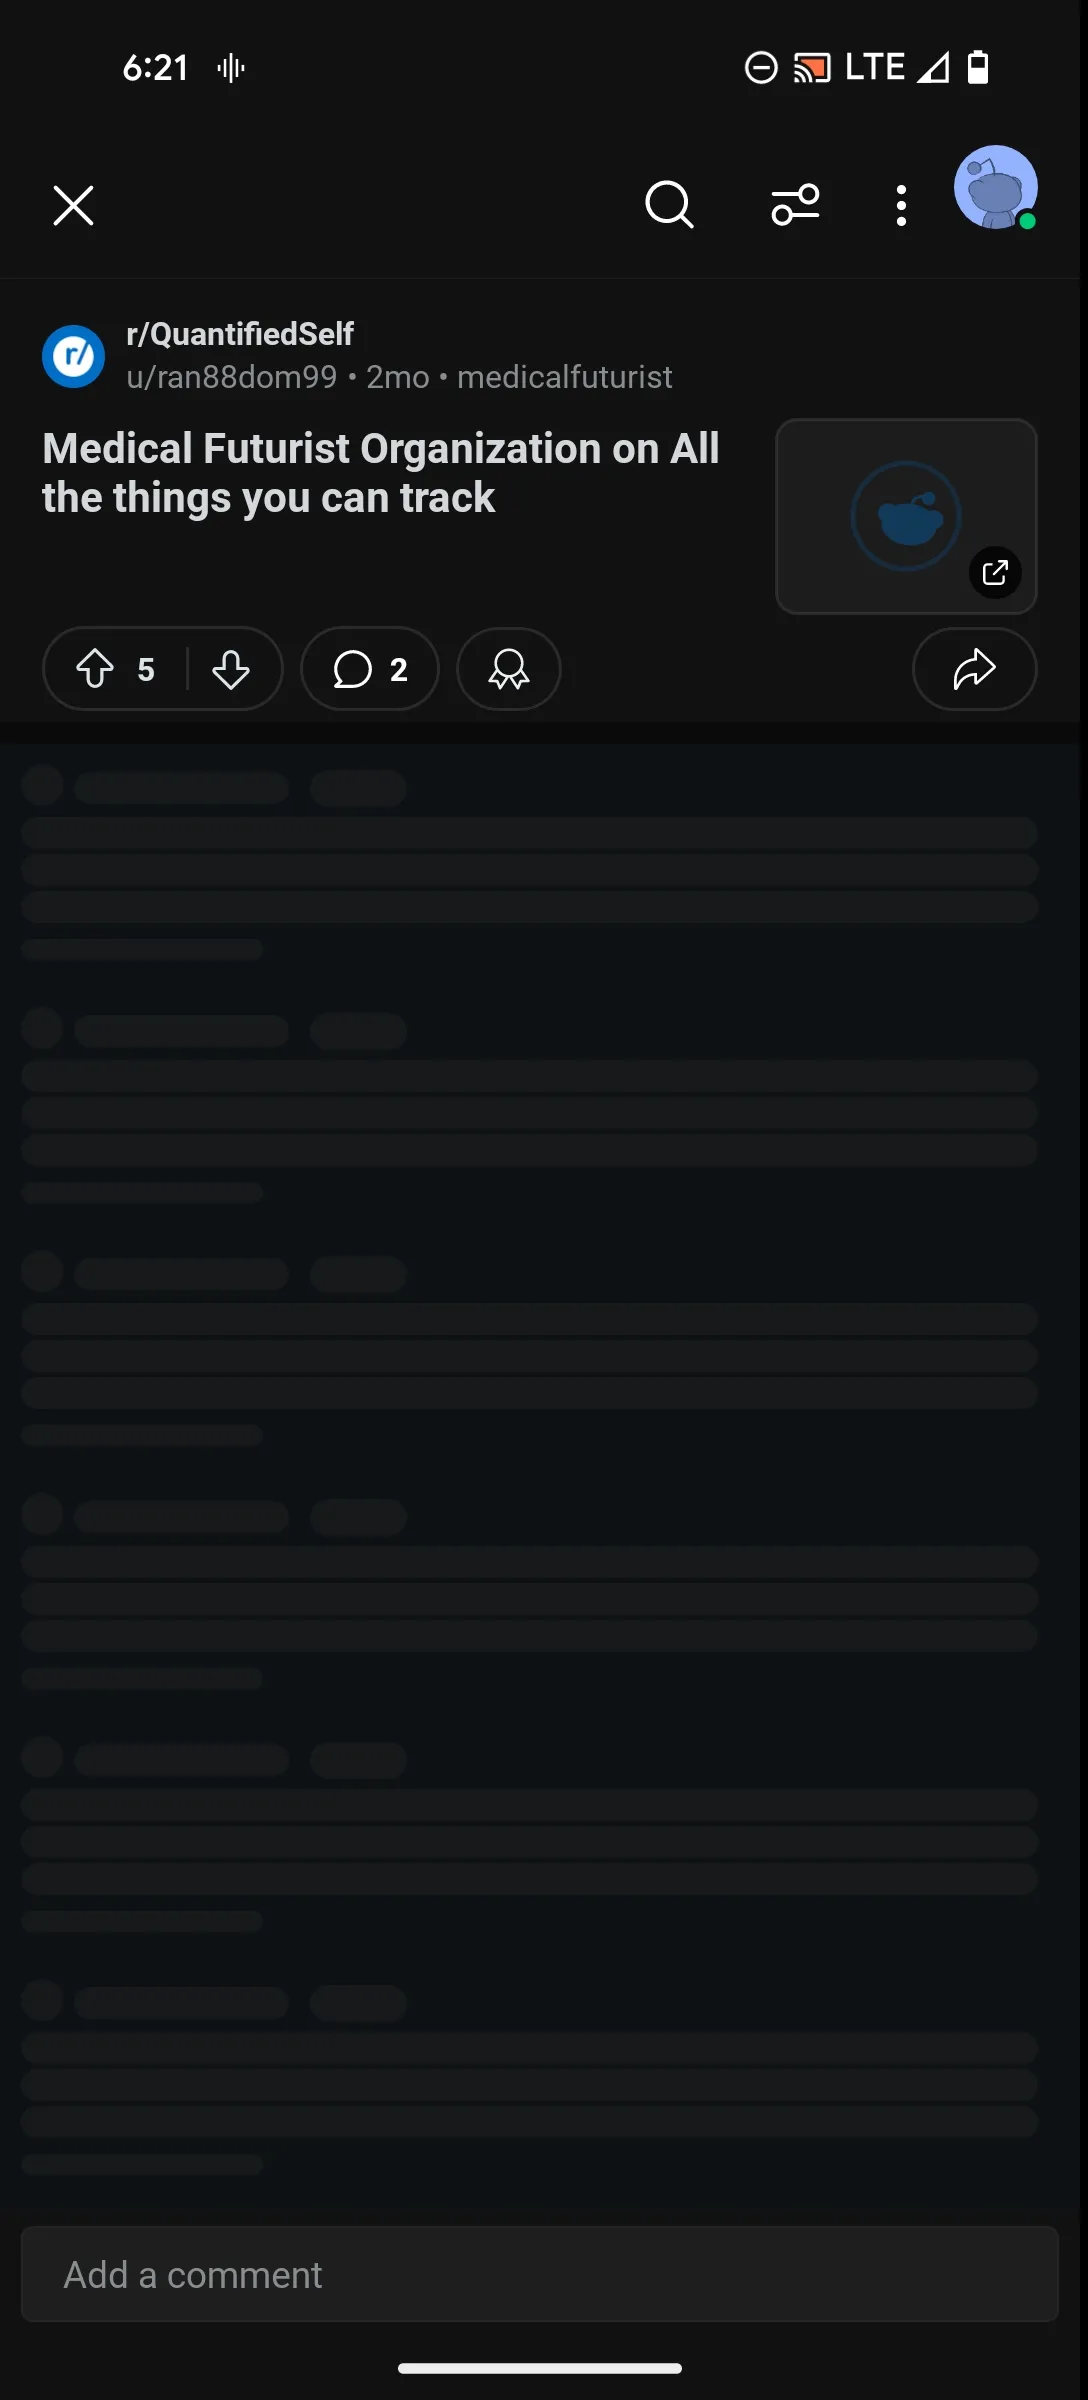 6:21
LTE
r/QuantifiedSelf
r/
u/ran88dom99 • 2mo • medicalfuturist
Medical Futurist Organization on All
the things you can track
5
2
Add a comment